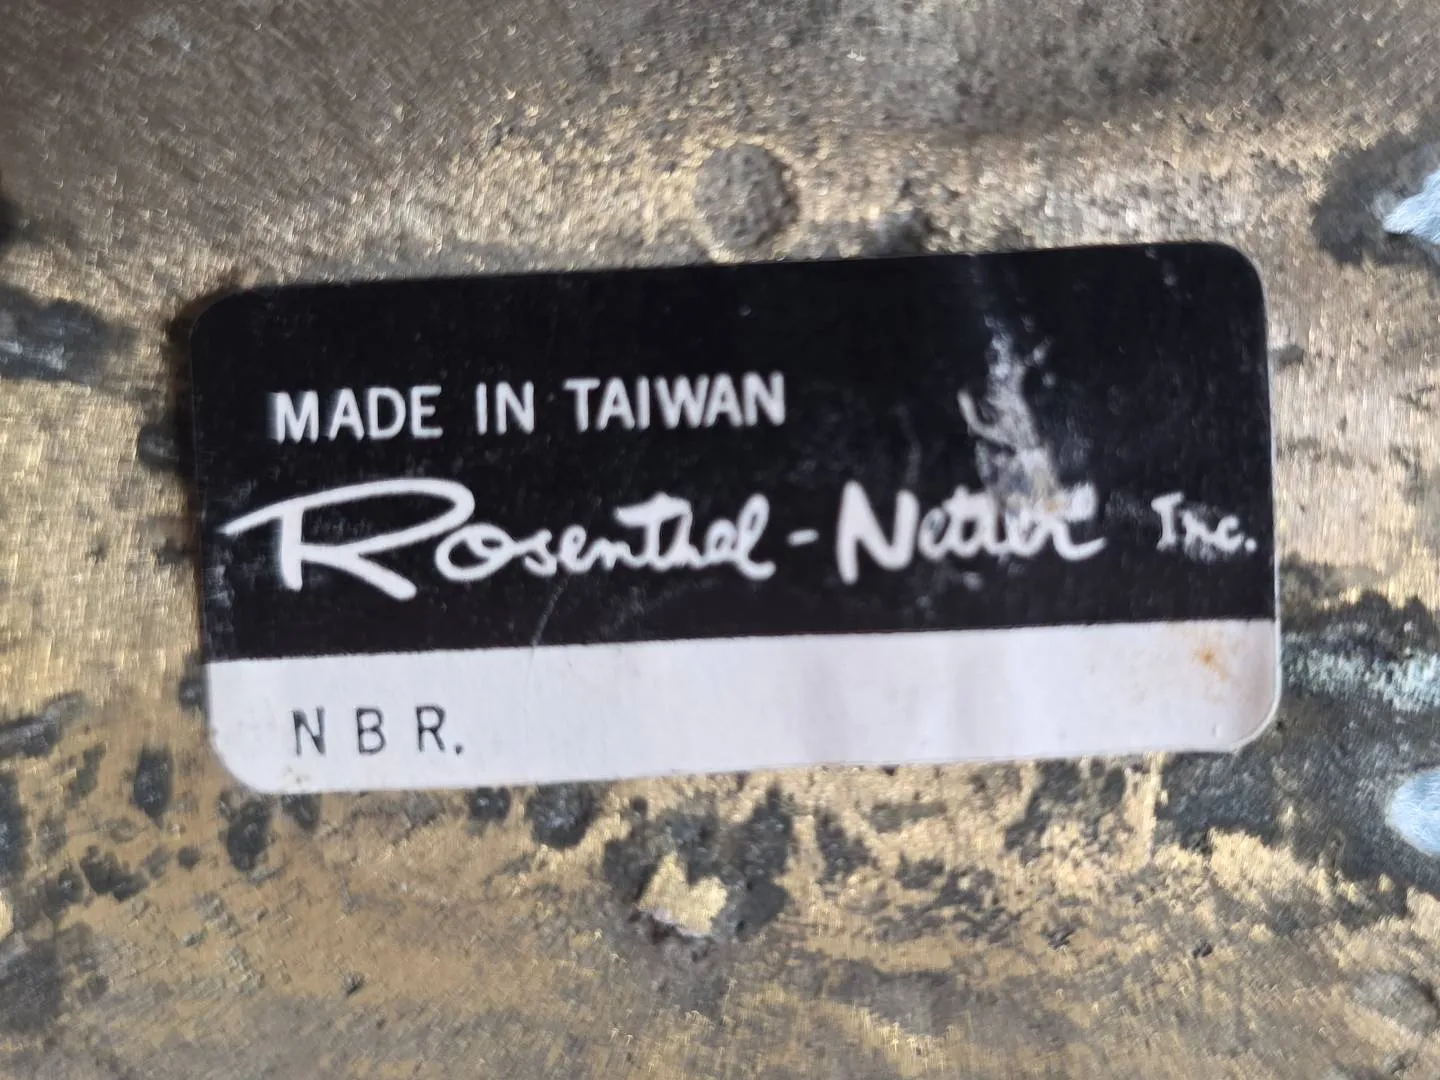 MADE IN TAIWAN
Rosenthal - Netter Inc.
NBR.